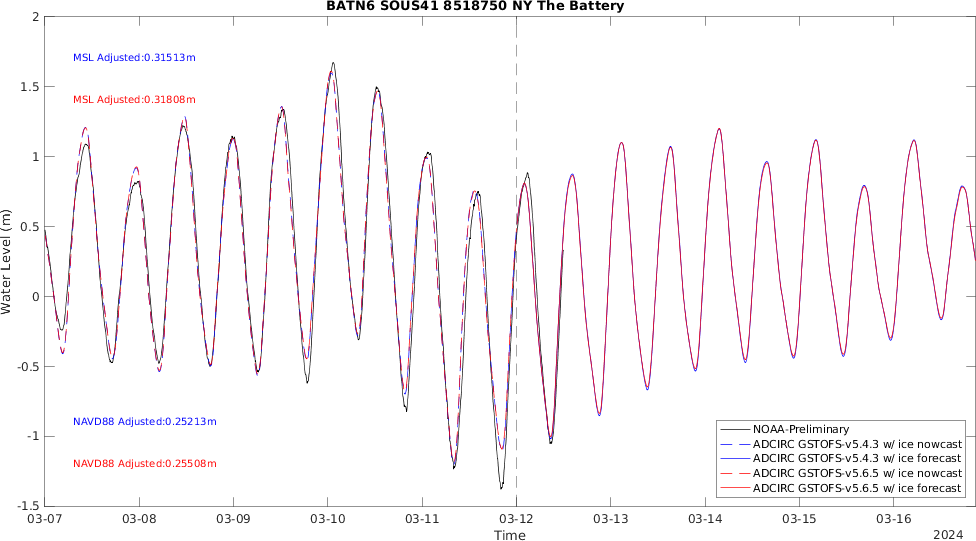 BATN6 SOUS41 8518750 NY The Battery
2
1.5
1
0.5
0
-0.5
-1
-1.5
Water Level (m)
MSL Adjusted:0.31513m
MSL Adjusted:0.31808m
NAVD88 Adjusted:0.25213m
NAVD88 Adjusted:0.25508m
NOAA-Preliminary
ADCIRC GSTOFS-v5.4.3 w/ ice nowcast
ADCIRC GSTOFS-v5.4.3 w/ ice forecast
ADCIRC GSTOFS-v5.6.5 w/ ice nowcast
ADCIRC GSTOFS-v5.6.5 w/ ice forecast
03-07 03-08 03-09 03-10 03-11 03-12 03-13 03-14 03-15 03-16
Time
2024